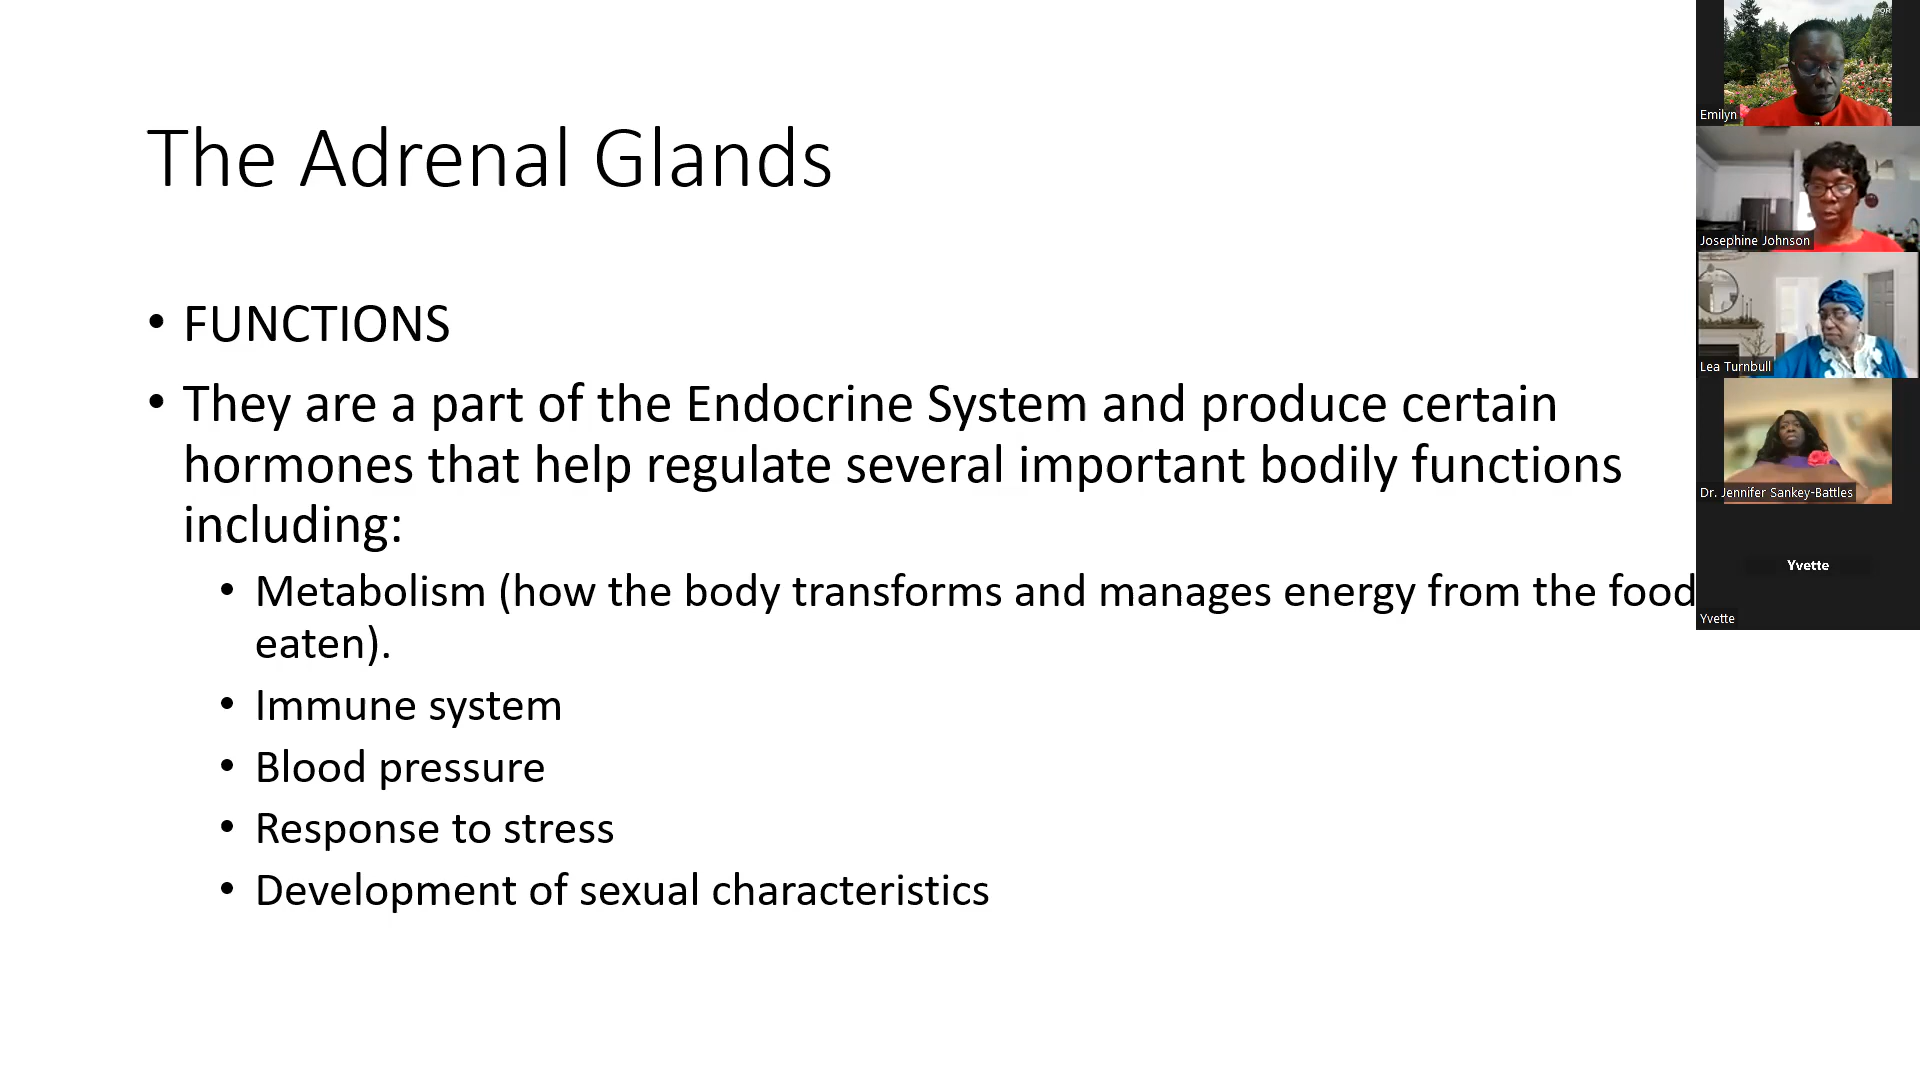 The Adrenal Glands
• FUNCTIONS
• They are a part of the Endocrine System and produce certain
hormones that help regulate several important bodily functions
including:
• Metabolism (how the body transforms and manages energy from the food
eaten).
• Immune system
• Blood pressure
• Response to stress
• Development of sexual characteristics
Emilyn
Josephine Johnson
Lea Turnbull
Dr. Jennifer Sankey-Battles
Yvette
Yvette